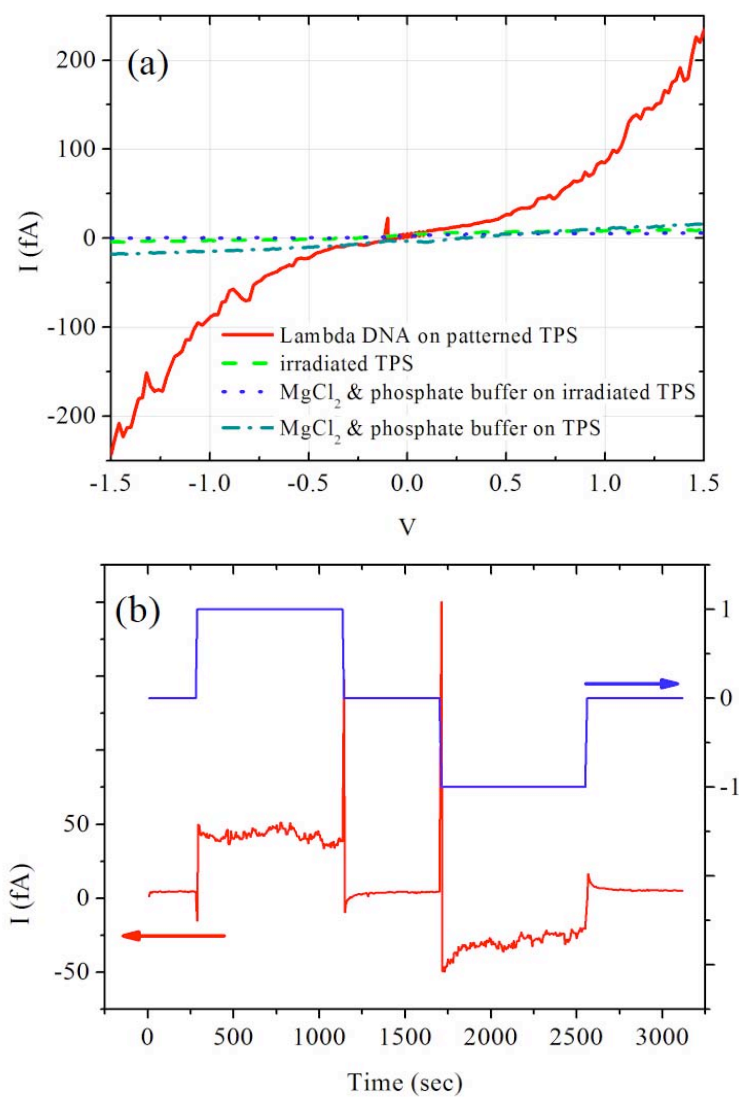 (a)
I (fA)
200
100
0
-100
-200
Lambda DNA on patterned TPS
irradiated TPS
MgCl₂ & phosphate buffer on irradiated TPS
MgCl₂ & phosphate buffer on TPS
-1.5 -1.0 -0.5 0.0 0.5 1.0 1.5
V
(b)
1
0
-1
I (fA)
50
0
-50
0 500 1000 1500 2000 2500 3000
Time (sec)